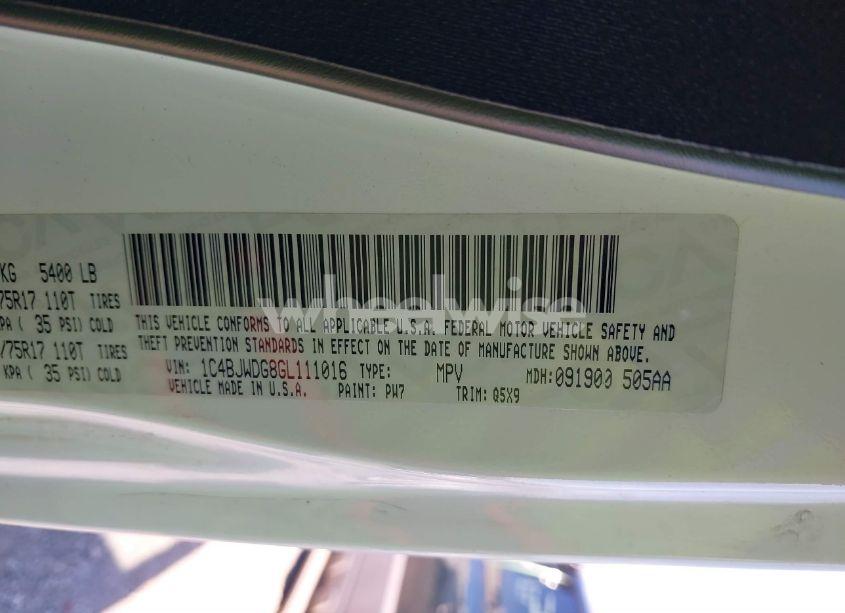 KG 5400 LB
75R17 110T TIRES
KPA ( 35 PSI) COLD
/75R17 110T TIRES
KPA ( 35 PSI) COLD
wheelwise
THIS VEHICLE CONFORMS TO ALL APPLICABLE U.S.A. FEDERAL MOTOR VEHICLE SAFETY AND
THEFT PREVENTION STANDARDS IN EFFECT ON THE DATE OF MANUFACTURE SHOWN ABOVE.
VIN: 1C4BJWDG8GL111016 TYPE: MPV MDH:091900 505AA
VEHICLE MADE IN U.S.A. PAINT: PW7 TRIM: Q5X9